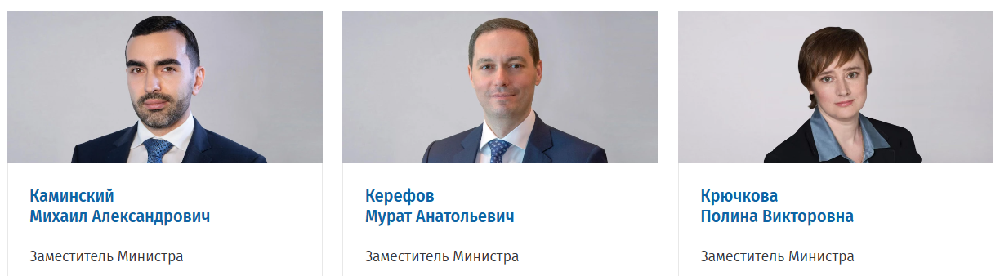 Каминский
Михаил Александрович
Заместитель Министра
Керефов
Мурат Анатольевич
Заместитель Министра
Крючкова
Полина Викторовна
Заместитель Министра